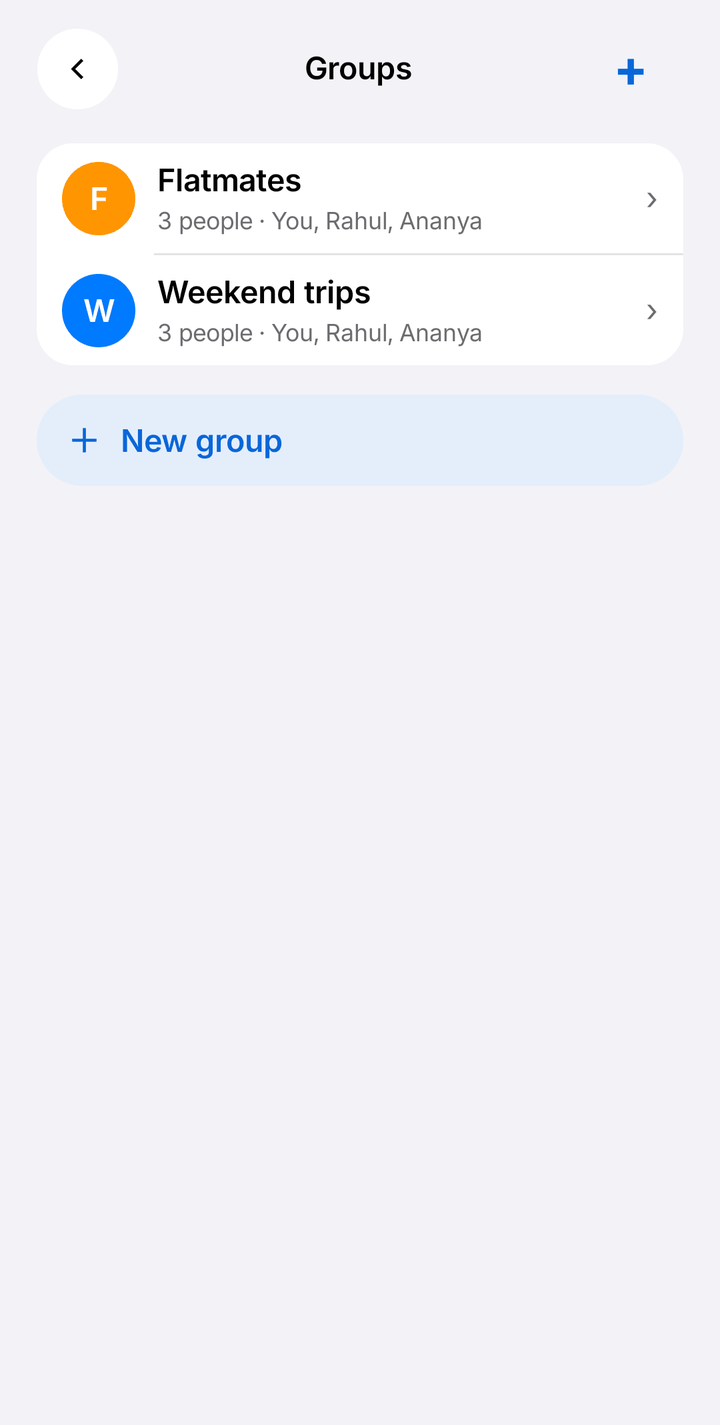 Groups
+
F
Flatmates
3 people · You, Rahul, Ananya
›
W
Weekend trips
3 people · You, Rahul, Ananya
›
+ New group